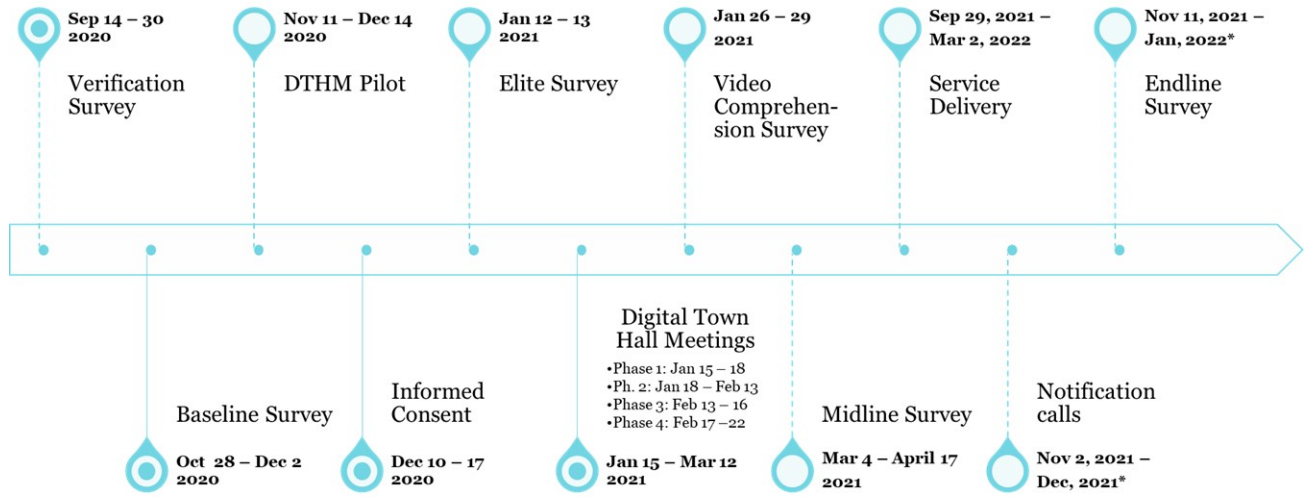 Sep 14 – 30
2020
Verification
Survey
Nov 11 – Dec 14
2020
DTHM Pilot
Jan 12 – 13
2021
Elite Survey
Jan 26 – 29
2021
Video
Comprehen-
sion Survey
Sep 29, 2021 –
Mar 2, 2022
Service
Delivery
Nov 11, 2021 –
Jan, 2022*
Endline
Survey
Baseline Survey
Oct 28 – Dec 2
2020
Informed
Consent
Dec 10 – 17
2020
Digital Town
Hall Meetings
•Phase 1: Jan 15 – 18
•Ph. 2: Jan 18 – Feb 13
•Phase 3: Feb 13 – 16
•Phase 4: Feb 17 –22
Jan 15 – Mar 12
2021
Midline Survey
Mar 4 – April 17
2021
Notification
calls
Nov 2, 2021 –
Dec, 2021*